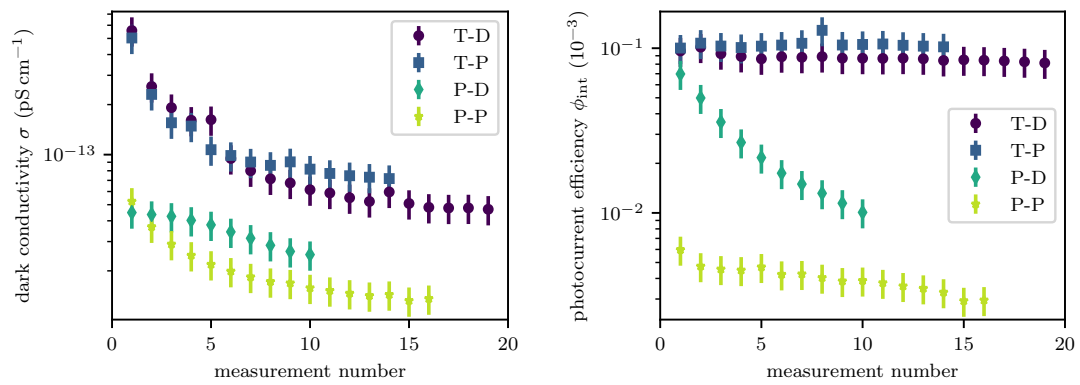 dark conductivity σ (pS cm⁻¹)
10⁻¹³
T-D
T-P
P-D
P-P
0 5 10 15 20
measurement number
photocurrent efficiency ϕ_int (10⁻³)
10⁻¹
10⁻²
T-D
T-P
P-D
P-P
0 5 10 15 20
measurement number